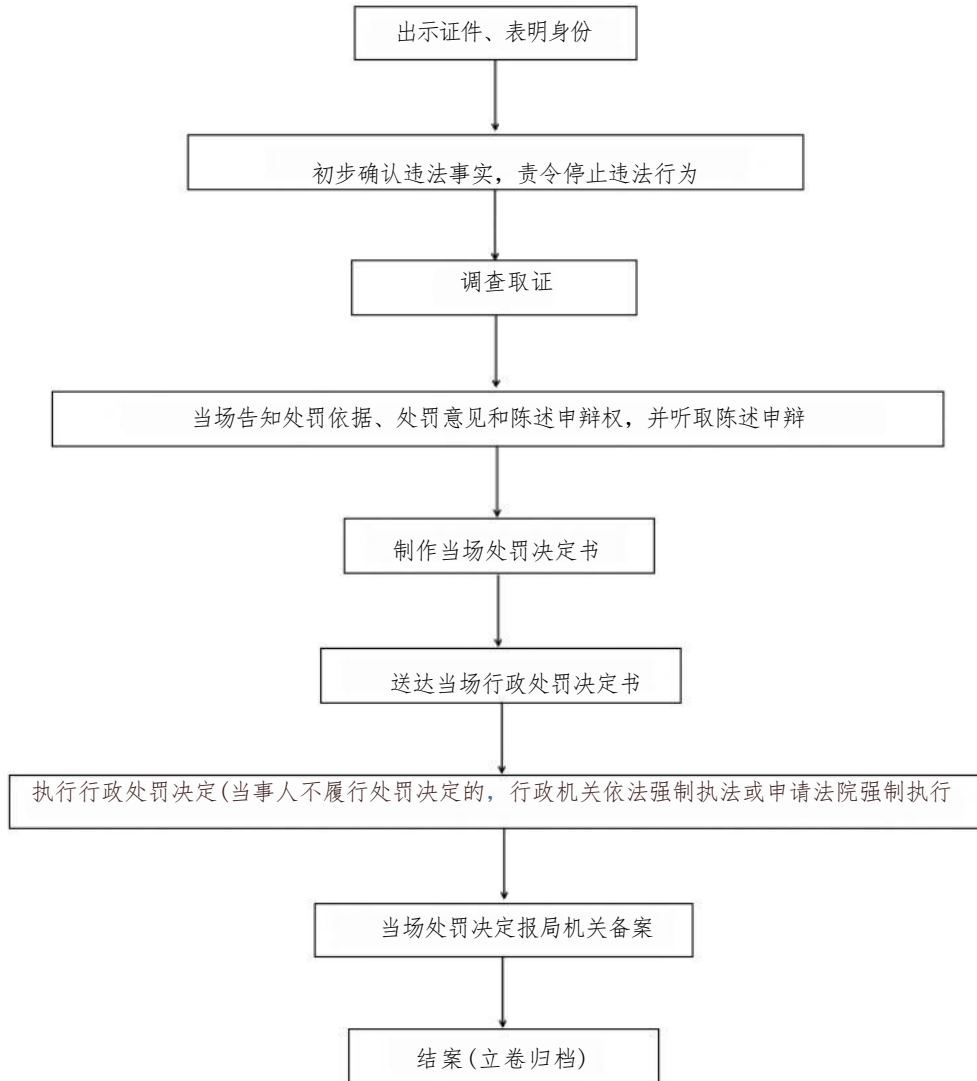 出示证件、表明身份
初步确认违法事实，责令停止违法行为
调查取证
当场告知处罚依据、处罚意见和陈述申辩权，并听取陈述申辩
制作当场处罚决定书
送达当场行政处罚决定书
执行行政处罚决定(当事人不履行处罚决定的，行政机关依法强制执法或申请法院强制执行
当场处罚决定报局机关备案
结案(立卷归档)